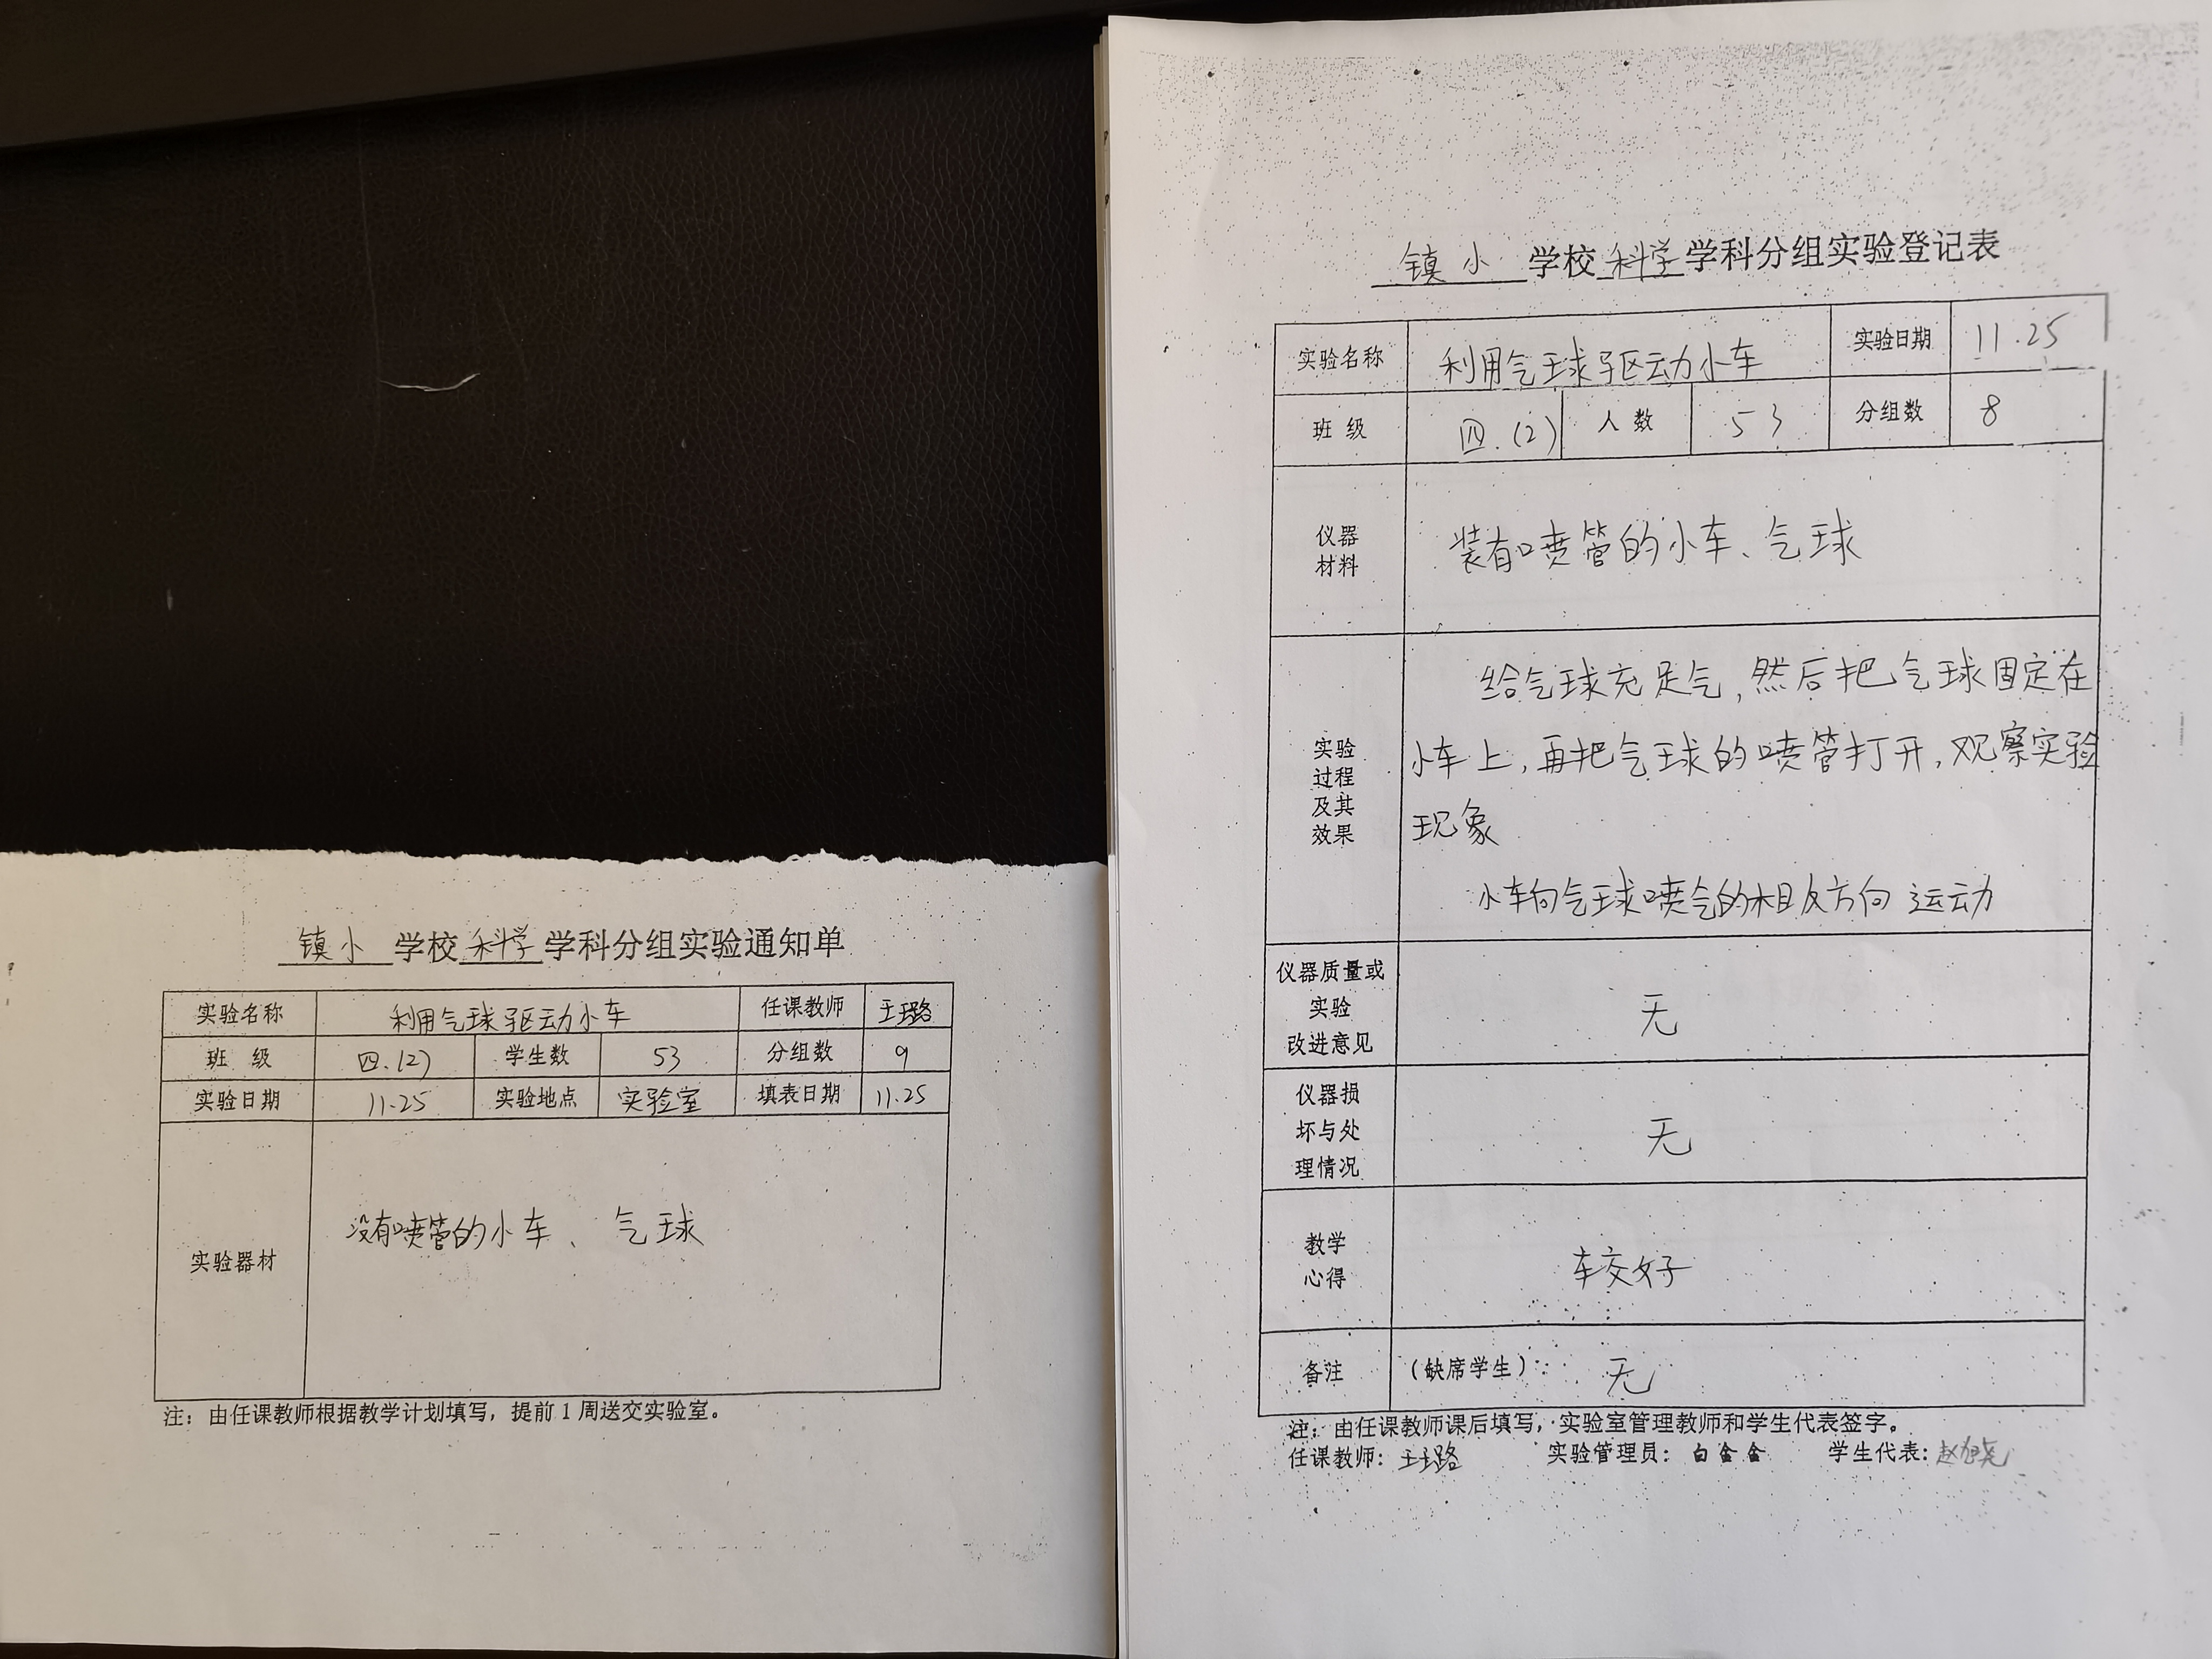 镇小 学校 科学 学科分组实验通知单
实验名称 利用气球驱动小车 任课教师 王璐
班 级 四.(2) 学生数 53 分组数 9
实验日期 11.25 实验地点 实验室 填表日期 11.25
实验器材 没有喷管的小车、气球
注：由任课教师根据教学计划填写，提前1周送交实验室。
镇小 学校 科学 学科分组实验登记表
实验名称 利用气球驱动小车 实验日期 11.25
班 级 四.(2) 人 数 53 分组数 8
仪器
材料
装有喷管的小车、气球
实验
过程
及其
效果
给气球充足气，然后把气球固定在
小车上，再把气球的喷管打开，观察实验
现象
小车向气球喷气的相反方向运动
仪器质量或
实验
改进意见
无
仪器损
坏与处
理情况
无
教学
心得
较好
备注 （缺席学生）： 无
注：由任课教师课后填写，实验室管理教师和学生代表签字。
任课教师：王璐 实验管理员：白金金 学生代表：赵旭尧